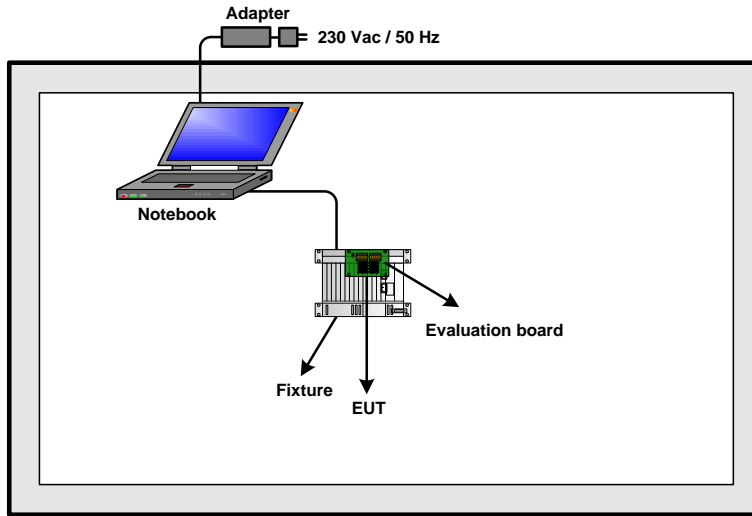 Adapter
230 Vac / 50 Hz
Notebook
Evaluation board
Fixture
EUT